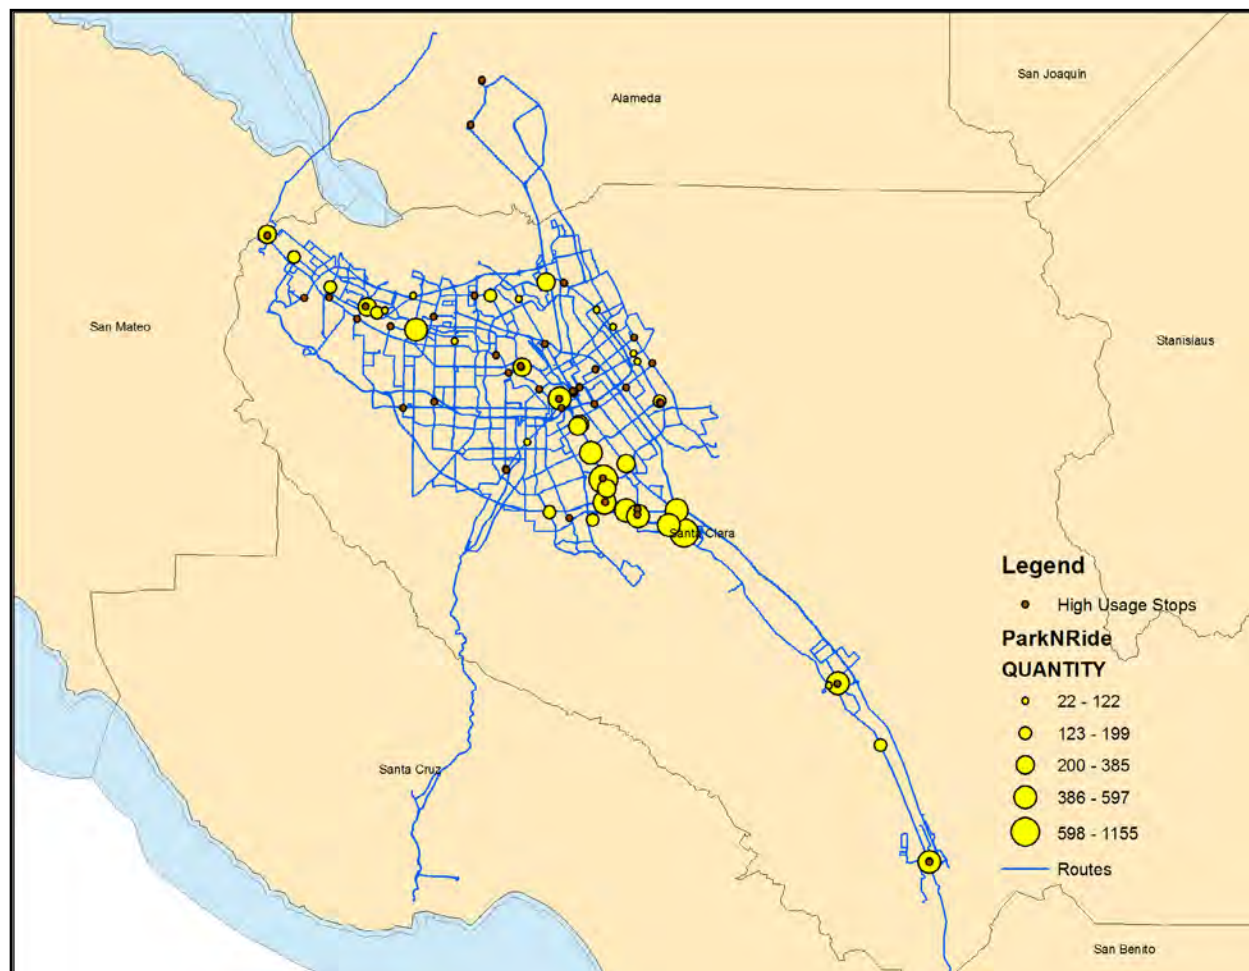 San Joaquin
Alameda
San Mateo
Stanislaus
Santa Clara
Legend
High Usage Stops
ParkNRide
QUANTITY
22 - 122
123 - 199
200 - 385
386 - 597
598 - 1155
Routes
Santa Cruz
San Benito